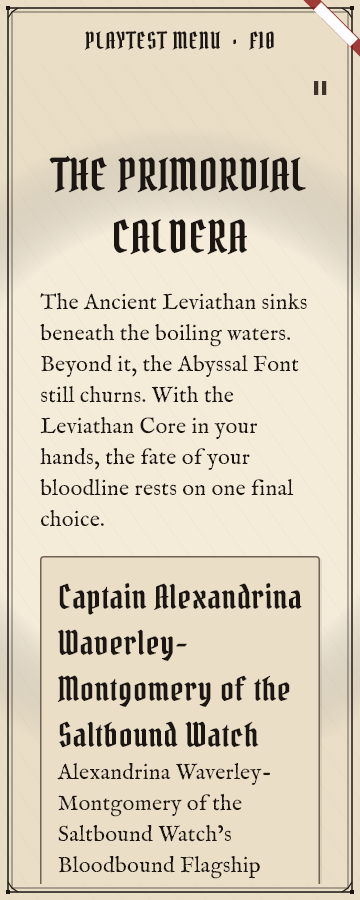 PLAYTEST MENU · F10
THE PRIMORDIAL
CALDERA
The Ancient Leviathan sinks
beneath the boiling waters.
Beyond it, the Abyssal Font
still churns. With the
Leviathan Core in your
hands, the fate of your
bloodline rests on one final
choice.
Captain Alexandrina
Waverley-
Montgomery of the
Saltbound Watch
Alexandrina Waverley-
Montgomery of the
Saltbound Watch's
Bloodbound Flagship